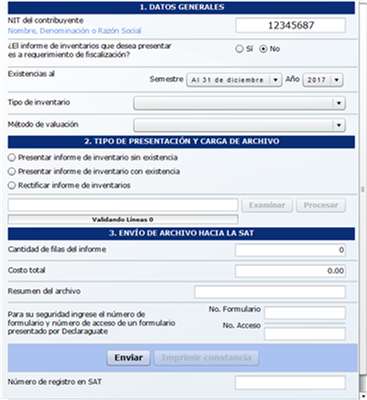 1. DATOS GENERALES
NIT del contribuyente 12345687
Nombre, Denominación o Razón Social
¿El informe de inventarios que desea presentar es a requerimiento de fiscalización? Sí No
Existencias al Semestre Al 31 de diciembre Año 2017
Tipo de inventario
Método de valuación
2. TIPO DE PRESENTACIÓN Y CARGA DE ARCHIVO
Presentar informe de inventario sin existencia
Presentar informe de inventario con existencia
Rectificar informe de inventarios
Examinar Procesar
Validando Líneas 0
3. ENVÍO DE ARCHIVO HACIA LA SAT
Cantidad de filas del informe 0
Costo total 0.00
Resumen del archivo
Para su seguridad ingrese el número de
formulario y número de acceso de un formulario
presentado por Declaraguate
No. Formulario
No. Acceso
Enviar Imprimir constancia
Número de registro en SAT